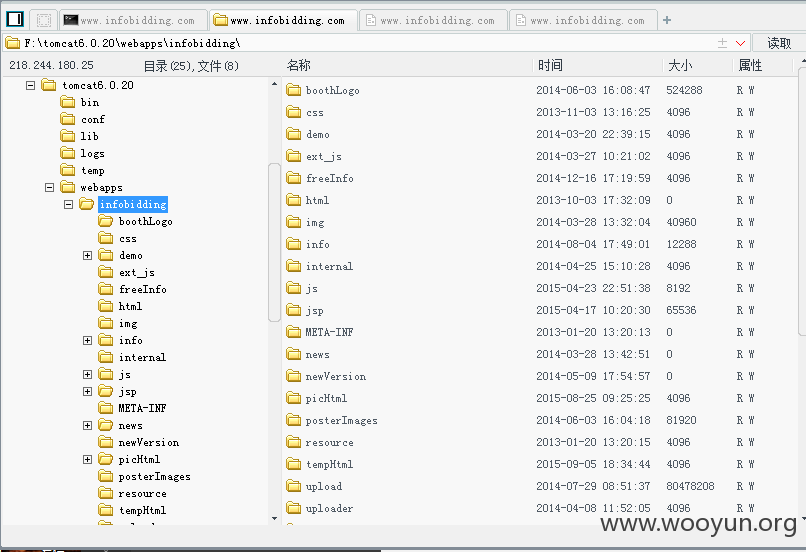 www.infobidding.com www.infobidding.com www.infobidding.com www.infobidding.com
F:\tomcat6.0.20\webapps\infobidding\ 读取
218.244.180.25 目录(25),文件(8) 名称 时间 大小 属性
tomcat6.0.20
bin
conf
lib
logs
temp
webapps
infobidding
boothLogo
css
demo
ext_js
freeInfo
html
img
info
internal
js
jsp
META-INF
news
newVersion
picHtml
posterImages
resource
tempHtml
boothLogo 2014-06-03 16:08:47 524288 R W
css 2013-11-03 13:16:25 4096 R W
demo 2014-03-20 22:39:15 4096 R W
ext_js 2014-03-27 10:21:02 4096 R W
freeInfo 2014-12-16 17:19:59 4096 R W
html 2013-10-03 17:32:09 0 R W
img 2014-03-28 13:32:04 40960 R W
info 2014-08-04 17:49:01 12288 R W
internal 2014-04-25 15:10:28 4096 R W
js 2015-04-23 22:51:38 8192 R W
jsp 2015-04-17 10:20:30 65536 R W
META-INF 2013-01-20 13:20:13 0 R W
news 2014-03-28 13:42:51 0 R W
newVersion 2014-05-09 17:54:57 0 R W
picHtml 2015-08-25 09:25:25 4096 R W
posterImages 2014-06-03 16:04:18 81920 R W
resource 2013-01-20 13:20:15 4096 R W
tempHtml 2015-09-05 18:34:44 4096 R W
upload 2014-07-29 08:51:37 80478208 R W
uploader 2014-04-08 11:52:05 4096 R W
www.wooyun.org